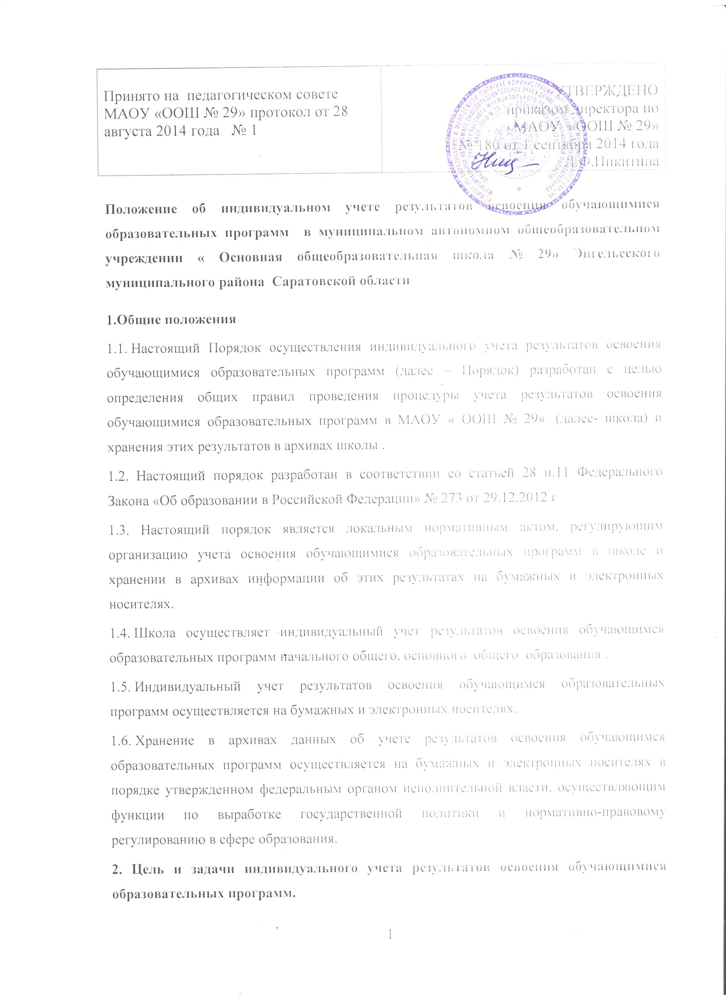 Принято на педагогическом совете
МАОУ «ООШ № 29» протокол от 28
августа 2014 года № 1
УТВЕРЖДЕНО
приказом директора по
МАОУ «ООШ № 29»
№ 180 от 1 сентября 2014 года
Л.Ф.Никитина
Положение об индивидуальном учете результатов освоения обучающимися
образовательных программ в муниципальном автономном общеобразовательном
учреждении « Основная общеобразовательная школа № 29» Энгельсского
муниципального района Саратовской области
1.Общие положения
1.1. Настоящий Порядок осуществления индивидуального учета результатов освоения
обучающимися образовательных программ (далее – Порядок) разработан с целью
определения общих правил проведения процедуры учета результатов освоения
обучающимися образовательных программ в МАОУ « ООШ № 29» (далее- школа) и
хранения этих результатов в архивах школы .
1.2. Настоящий порядок разработан в соответствии со статьей 28 п.11 Федерального
Закона «Об образовании в Российской Федерации» № 273 от 29.12.2012 г
1.3. Настоящий порядок является локальным нормативным актом, регулирующим
организацию учета освоения обучающимися образовательных программ в школе и
хранении в архивах информации об этих результатах на бумажных и электронных
носителях.
1.4. Школа осуществляет индивидуальный учет результатов освоения обучающимся
образовательных программ начального общего, основного общего образования .
1.5. Индивидуальный учет результатов освоения обучающимся образовательных
программ осуществляется на бумажных и электронных носителях.
1.6. Хранение в архивах данных об учете результатов освоения обучающимся
образовательных программ осуществляется на бумажных и электронных носителях в
порядке утвержденном федеральным органом исполнительной власти, осуществляющим
функции по выработке государственной политики и нормативно-правовому
регулированию в сфере образования.
2. Цель и задачи индивидуального учета результатов освоения обучающимися
образовательных программ.
1